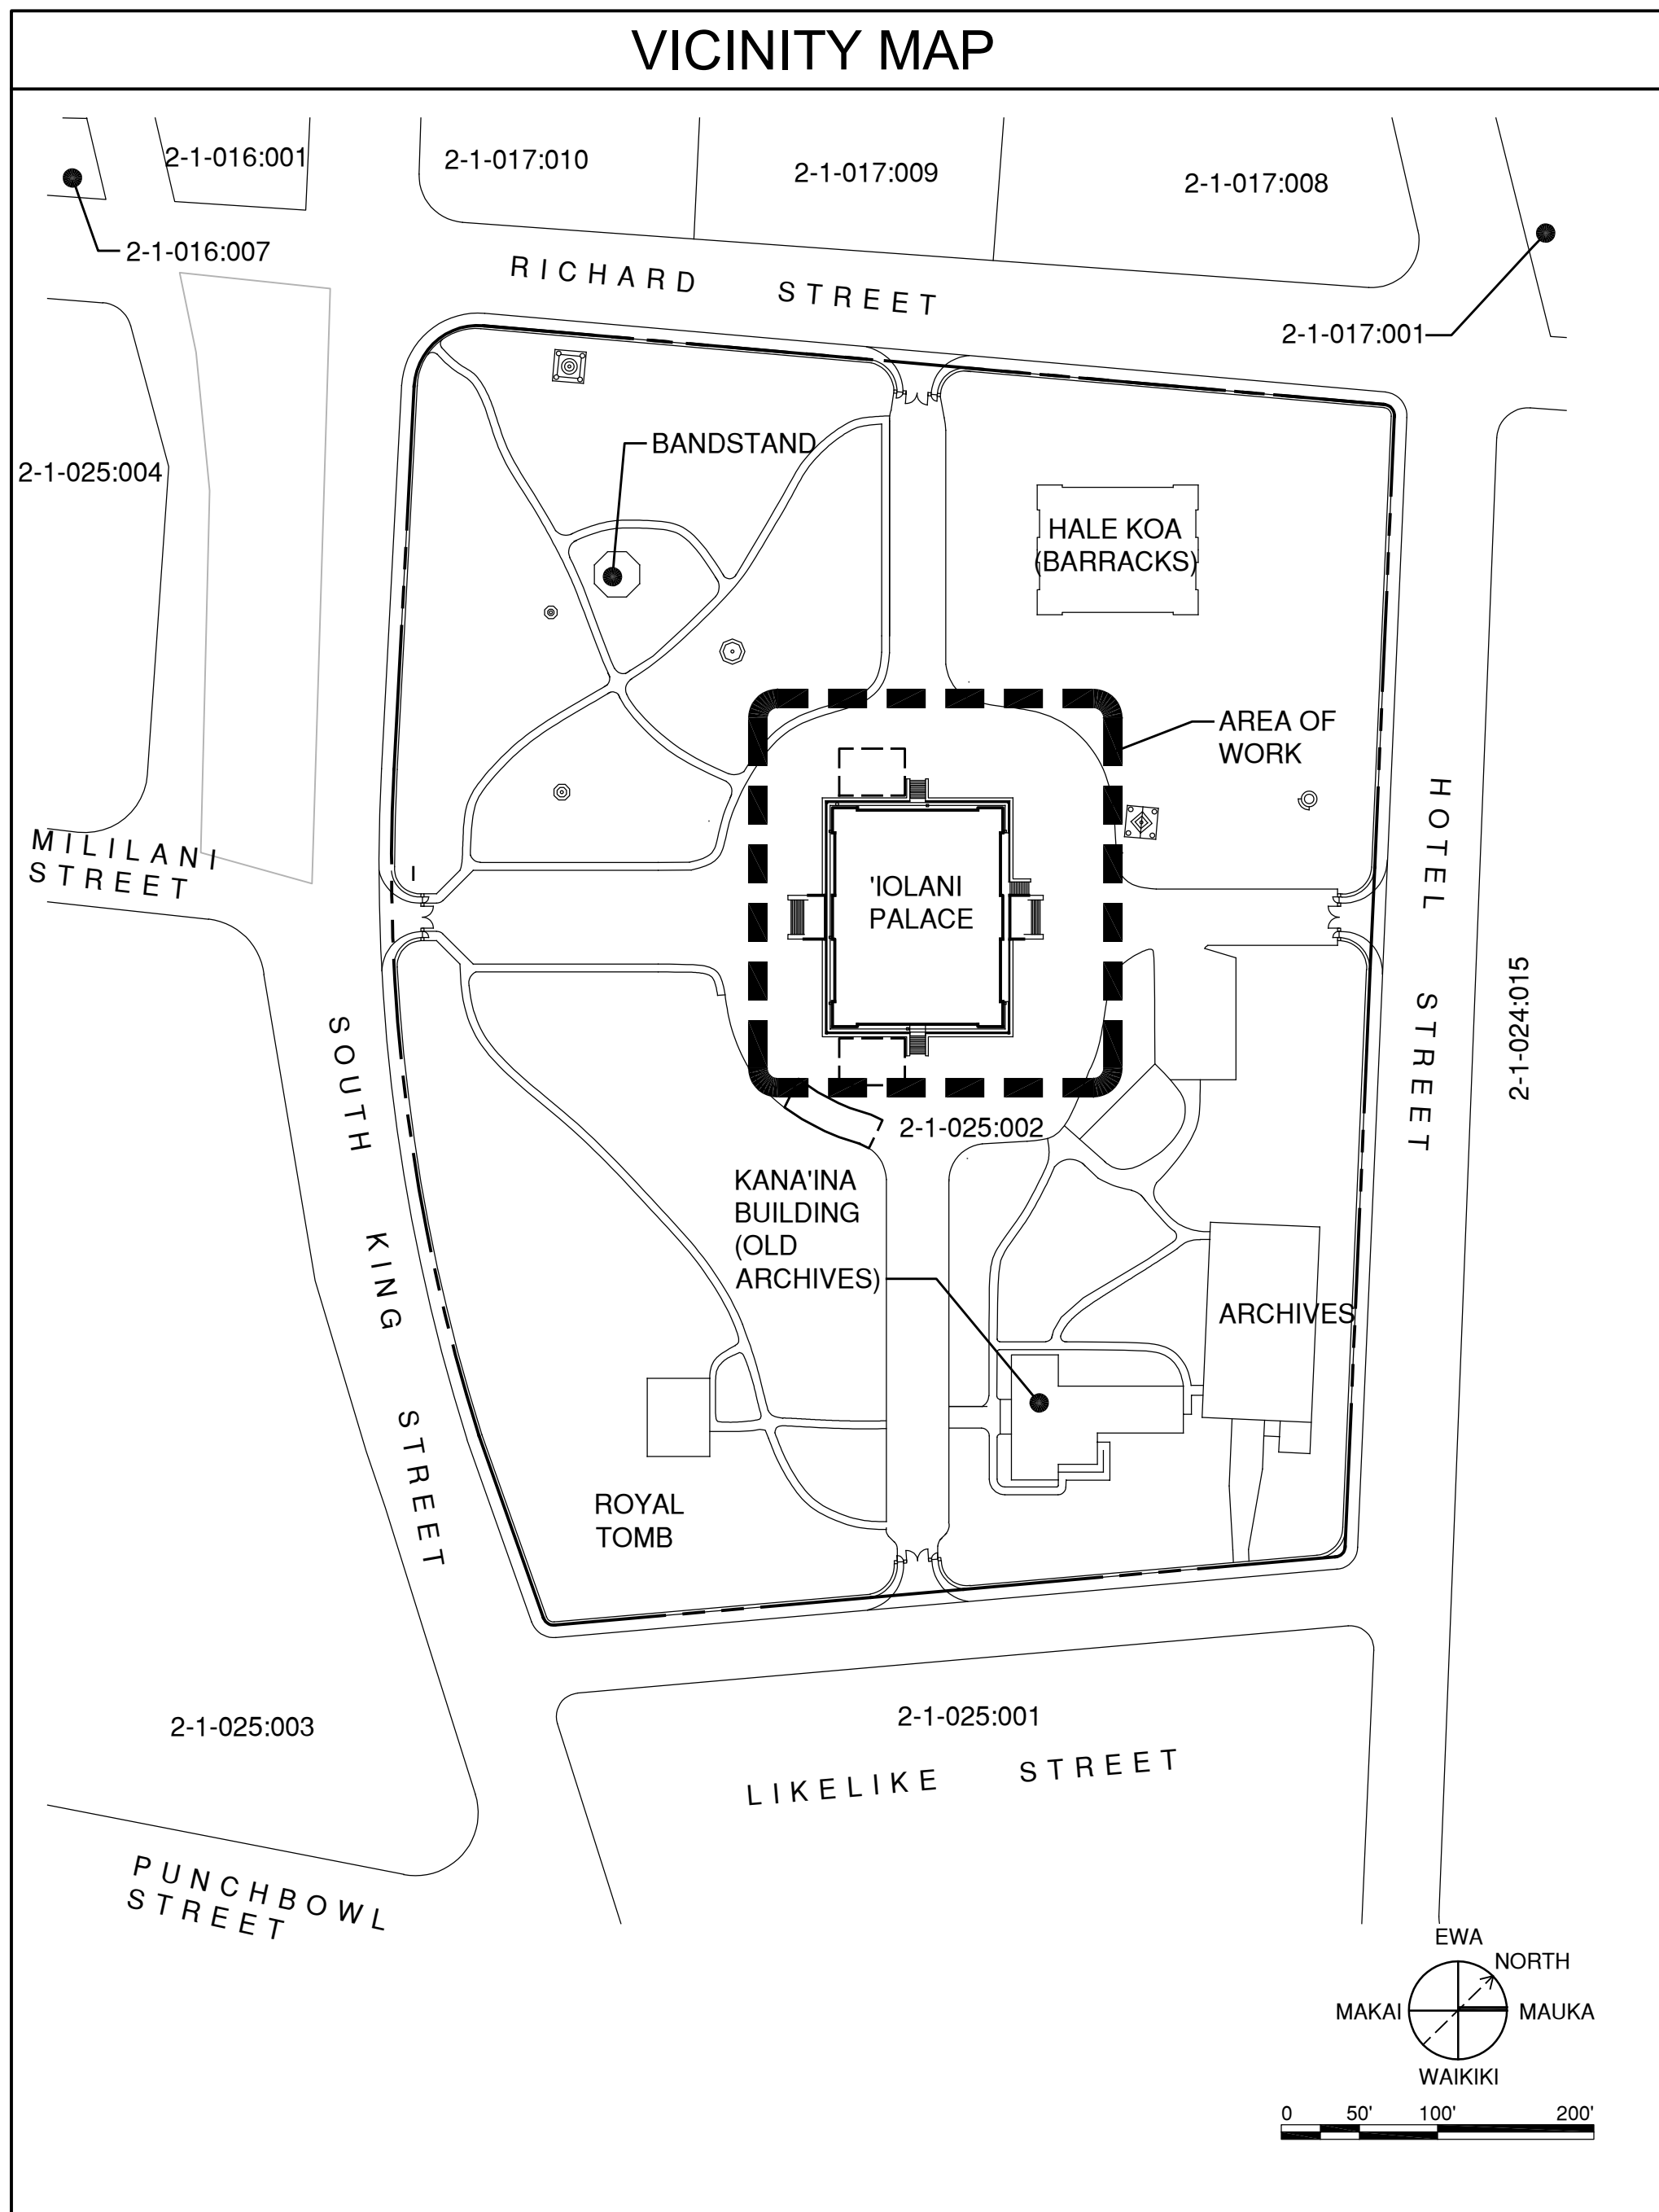 VICINITY MAP
2-1-016:001
2-1-017:010
2-1-017:009
2-1-017:008
2-1-016:007
RICHARD STREET
2-1-017:001
BANDSTAND
2-1-025:004
HALE KOA
(BARRACKS)
AREA OF
WORK
MILILANI
STREET
'IOLANI
PALACE
HOTEL STREET
2-1-024:015
SOUTH KING STREET
2-1-025:002
KANA'INA
BUILDING
(OLD
ARCHIVES)
ARCHIVES
ROYAL
TOMB
2-1-025:003
2-1-025:001
LIKELIKE STREET
PUNCHBOWL
STREET
EWA
NORTH
MAKAI
MAUKA
WAIKIKI
0 50' 100' 200'